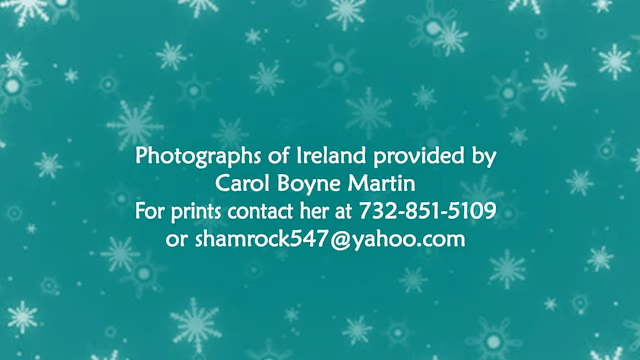 Photographs of Ireland provided by
Carol Boyne Martin
For prints contact her at 732-851-5109
or shamrock547@yahoo.com